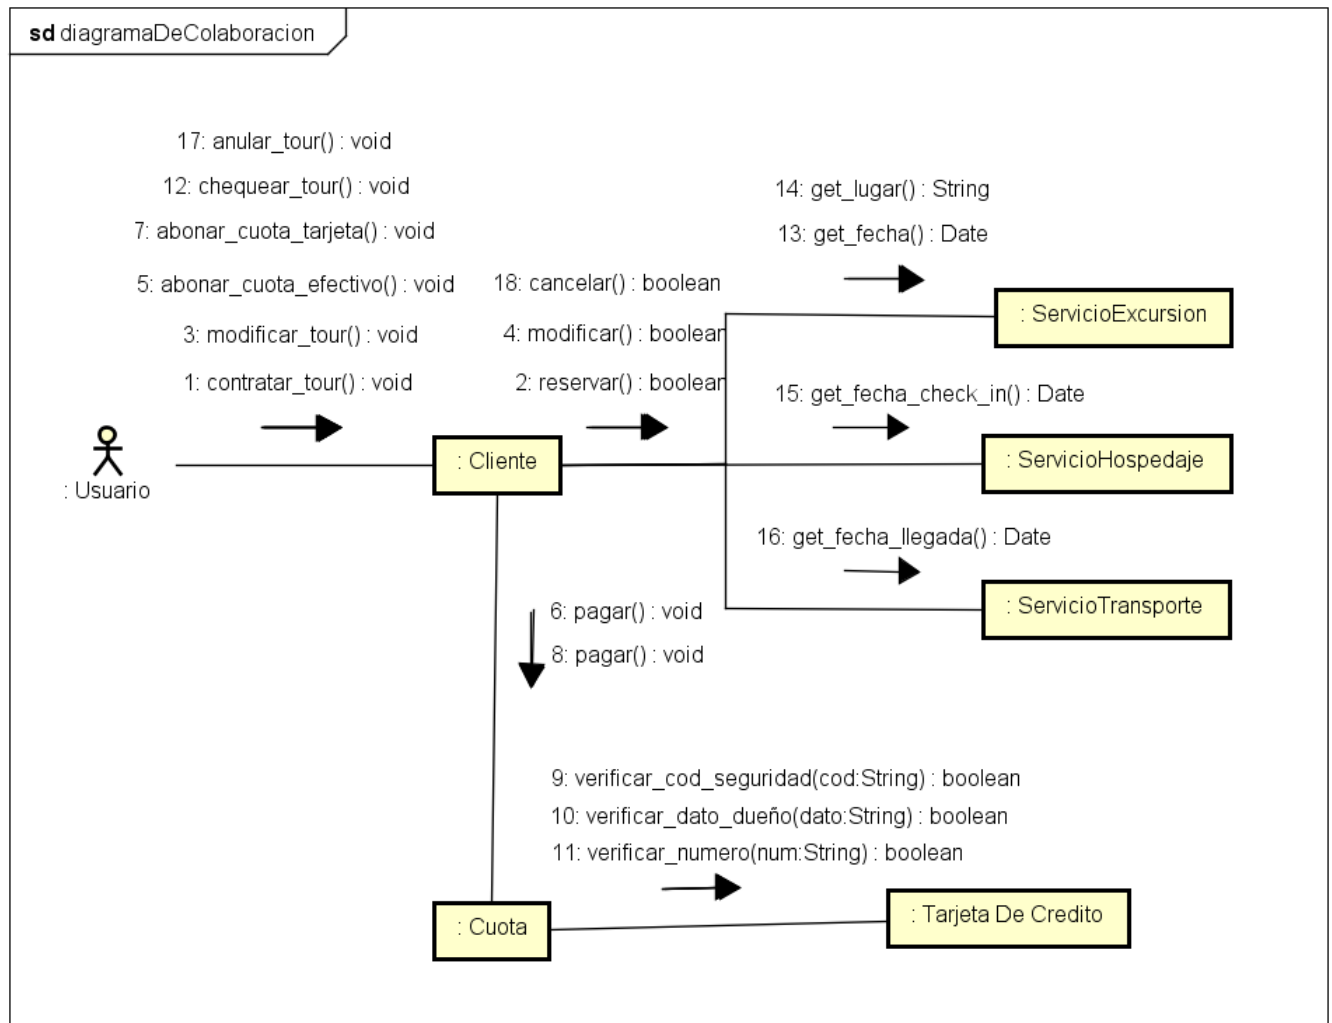 sd diagramaDeColaboracion
17: anular_tour() : void
12: chequear_tour() : void
7: abonar_cuota_tarjeta() : void
5: abonar_cuota_efectivo() : void
3: modificar_tour() : void
1: contratar_tour() : void
18: cancelar() : boolean
4: modificar() : boolean
2: reservar() : boolean
14: get_lugar() : String
13: get_fecha() : Date
: ServicioExcursion
15: get_fecha_check_in() : Date
: Usuario
: Cliente
: ServicioHospedaje
16: get_fecha_llegada() : Date
: ServicioTransporte
6: pagar() : void
8: pagar() : void
9: verificar_cod_seguridad(cod:String) : boolean
10: verificar_dato_dueño(dato:String) : boolean
11: verificar_numero(num:String) : boolean
: Cuota
: Tarjeta De Credito